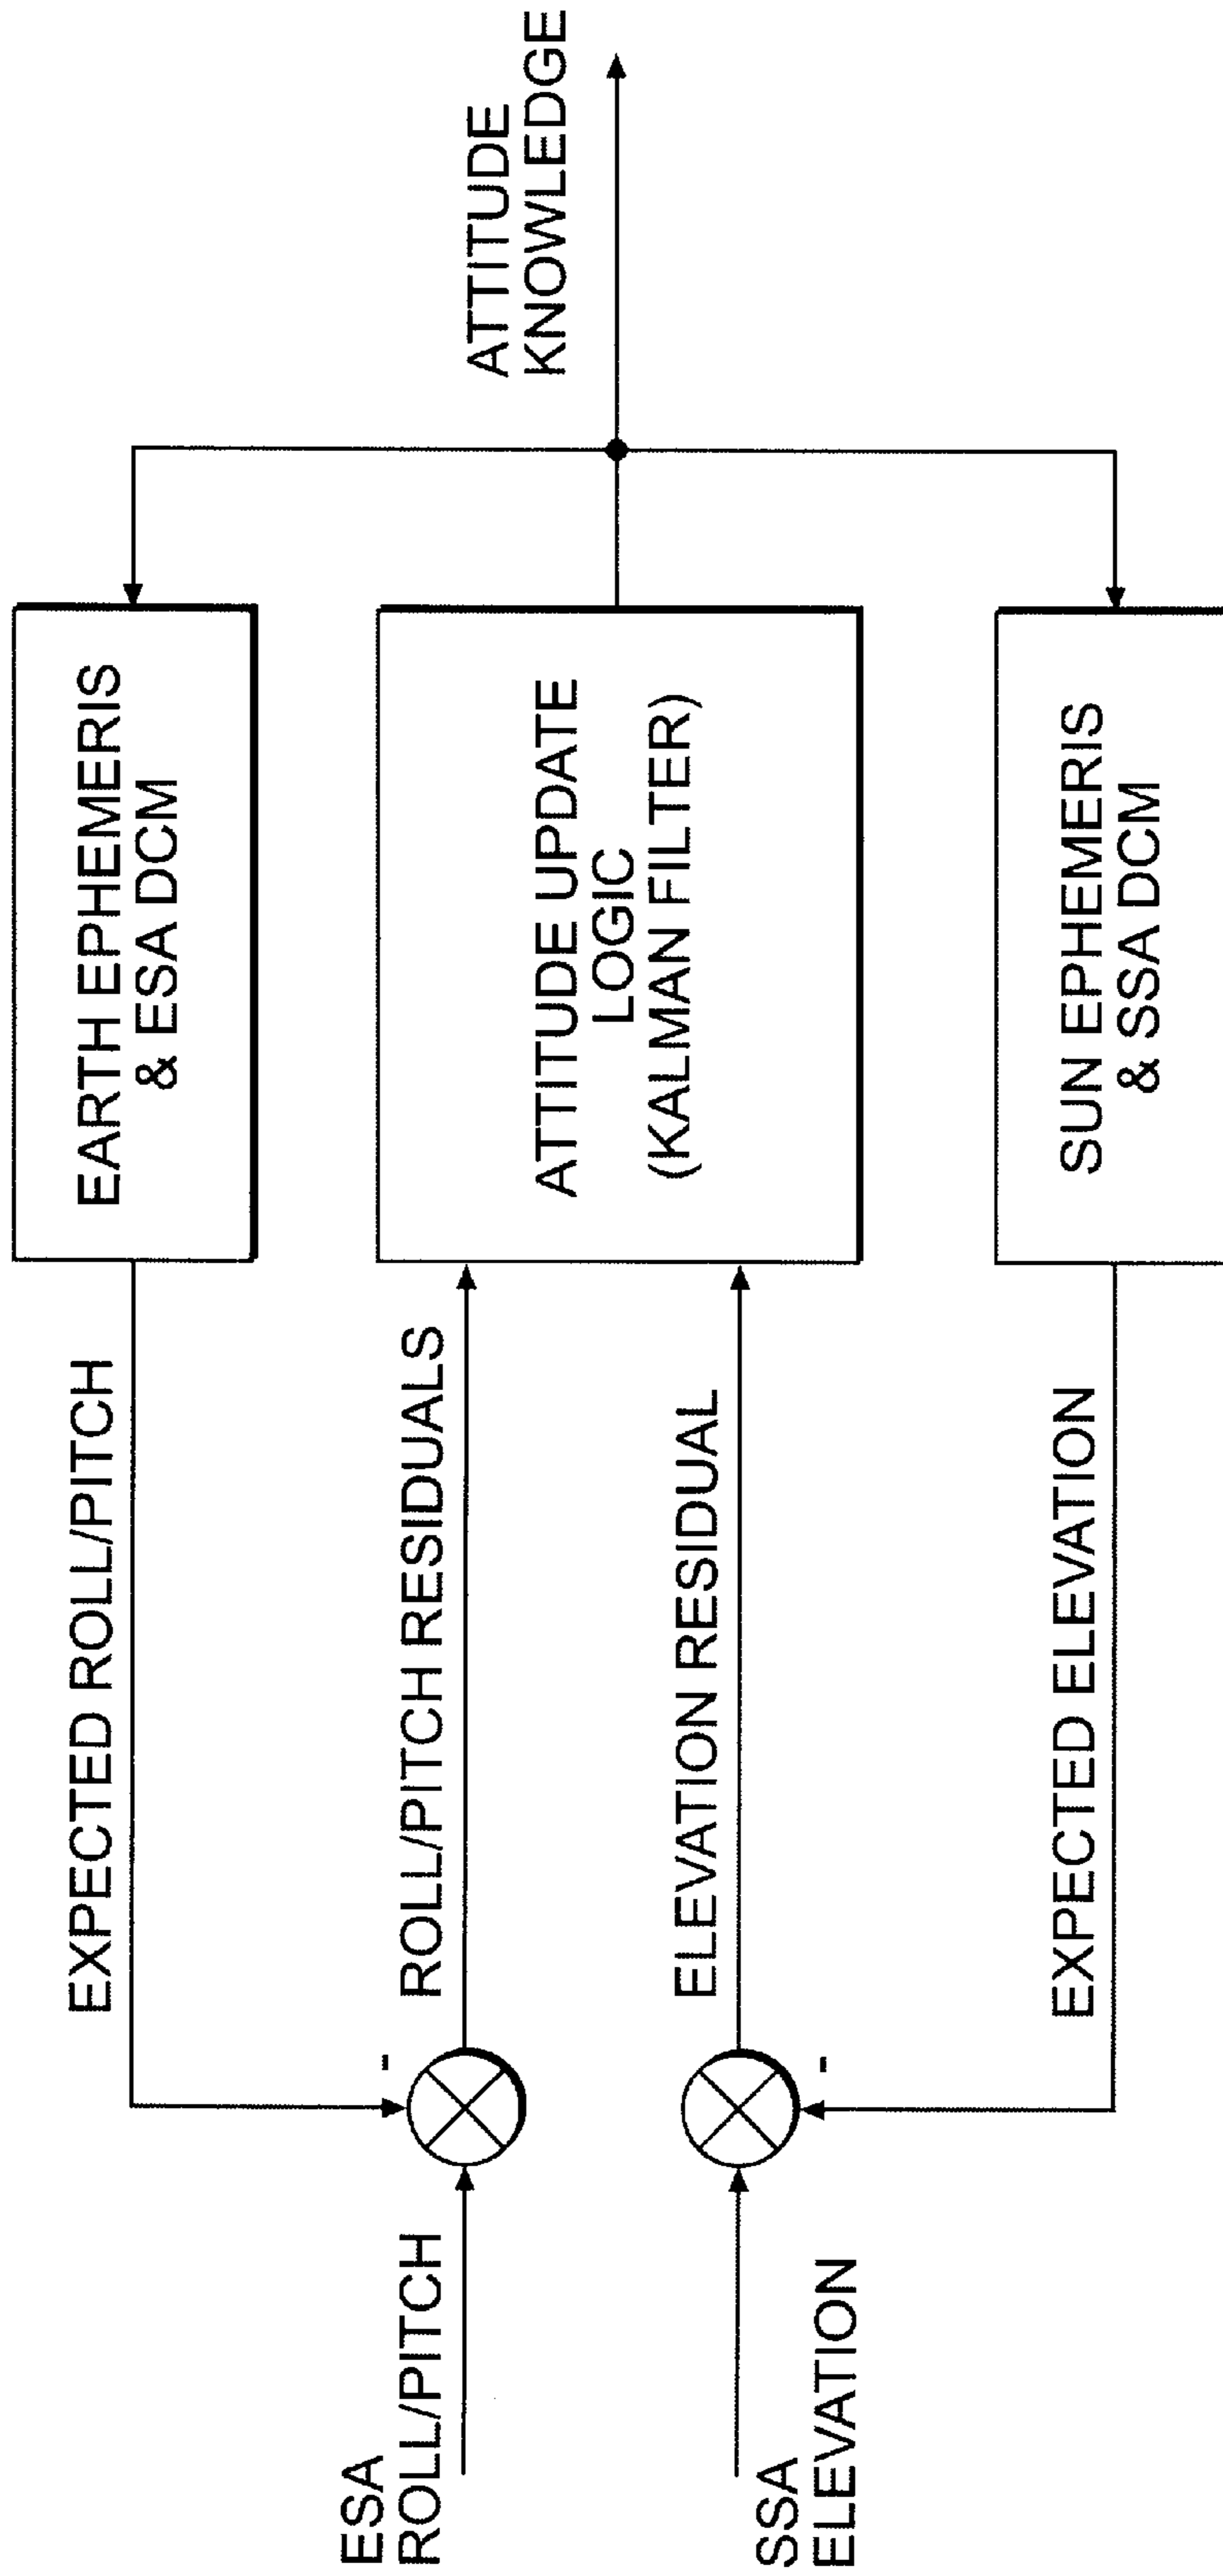 EARTH EPHEMERIS
& ESA DCM
EXPECTED ROLL/PITCH
ATTITUDE
KNOWLEDGE
ESA
ROLL/PITCH
-
ROLL/PITCH RESIDUALS
ATTITUDE UPDATE
LOGIC
(KALMAN FILTER)
ELEVATION RESIDUAL
SSA
ELEVATION
-
EXPECTED ELEVATION
SUN EPHEMERIS
& SSA DCM